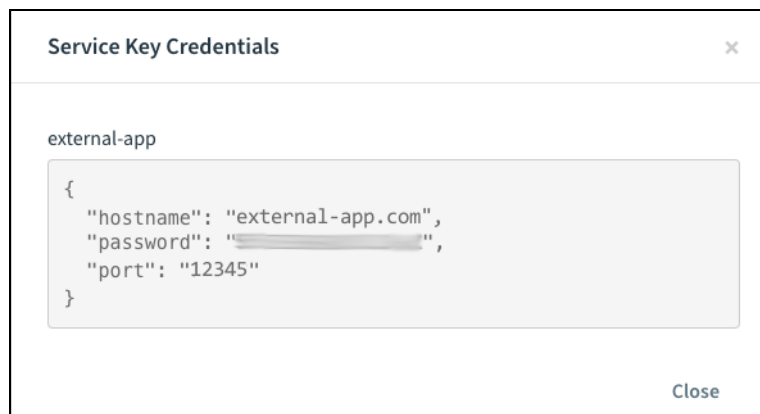 Service Key Credentials ×
external-app
{
"hostname": "external-app.com",
"password": "",
"port": "12345"
}
Close